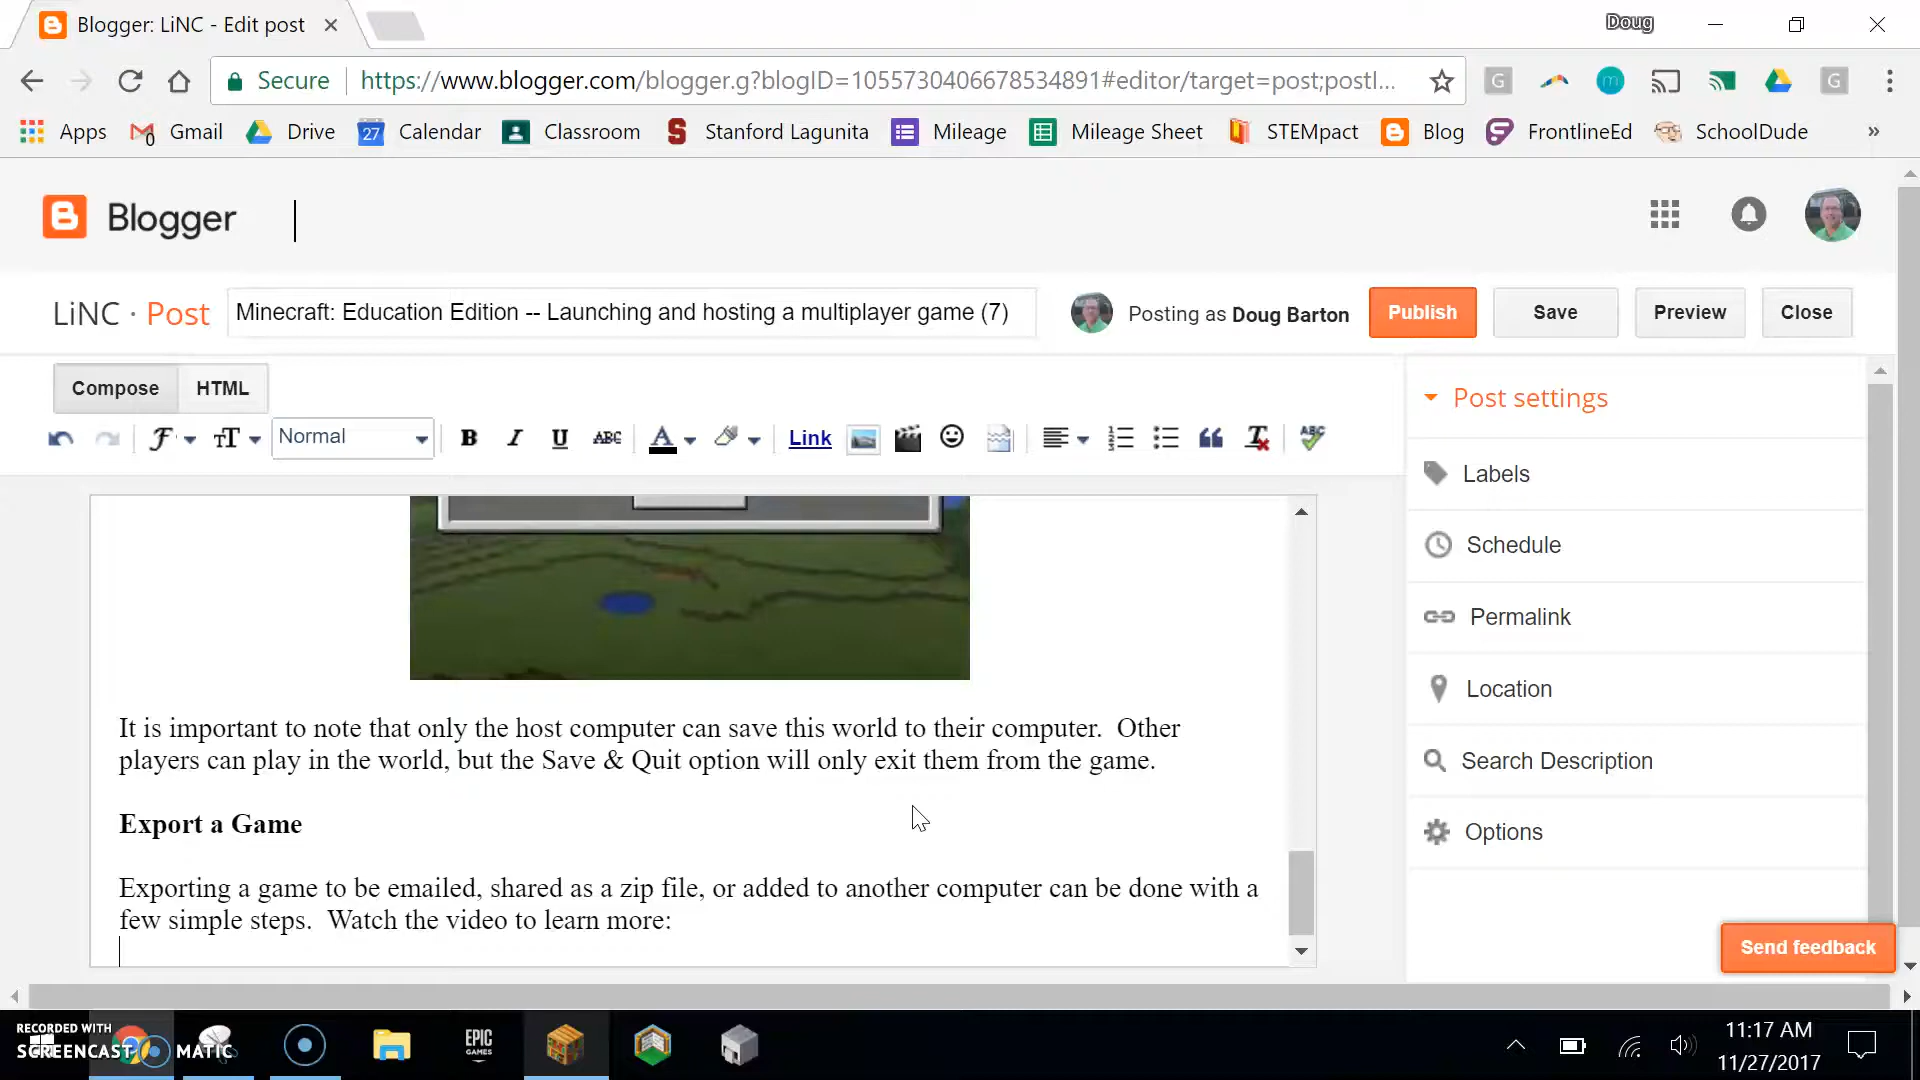 Blogger: LiNC - Edit post
Doug
Secure
https://www.blogger.com/blogger.g?blogID=1055730406678534891#editor/target=post;postI...
G
m
G
Apps
0
Gmail
Drive
27
Calendar
Classroom
S
Stanford Lagunita
Mileage
Mileage Sheet
STEMpact
Blog
FrontlineEd
SchoolDude
»
Blogger
LiNC · Post
Minecraft: Education Edition -- Launching and hosting a multiplayer game (7)
Posting as Doug Barton
Publish
Save
Preview
Close
Compose
HTML
Normal
B
I
U
ABC
A
Link
ABC
Post settings
Labels
Schedule
Permalink
Location
Search Description
Options
It is important to note that only the host computer can save this world to their computer.  Other
players can play in the world, but the Save & Quit option will only exit them from the game.
Export a Game
Exporting a game to be emailed, shared as a zip file, or added to another computer can be done with a
few simple steps.  Watch the video to learn more:
Send feedback
RECORDED WITH
SCREENCAST MATIC
EPIC
GAMES
11:17 AM
11/27/2017